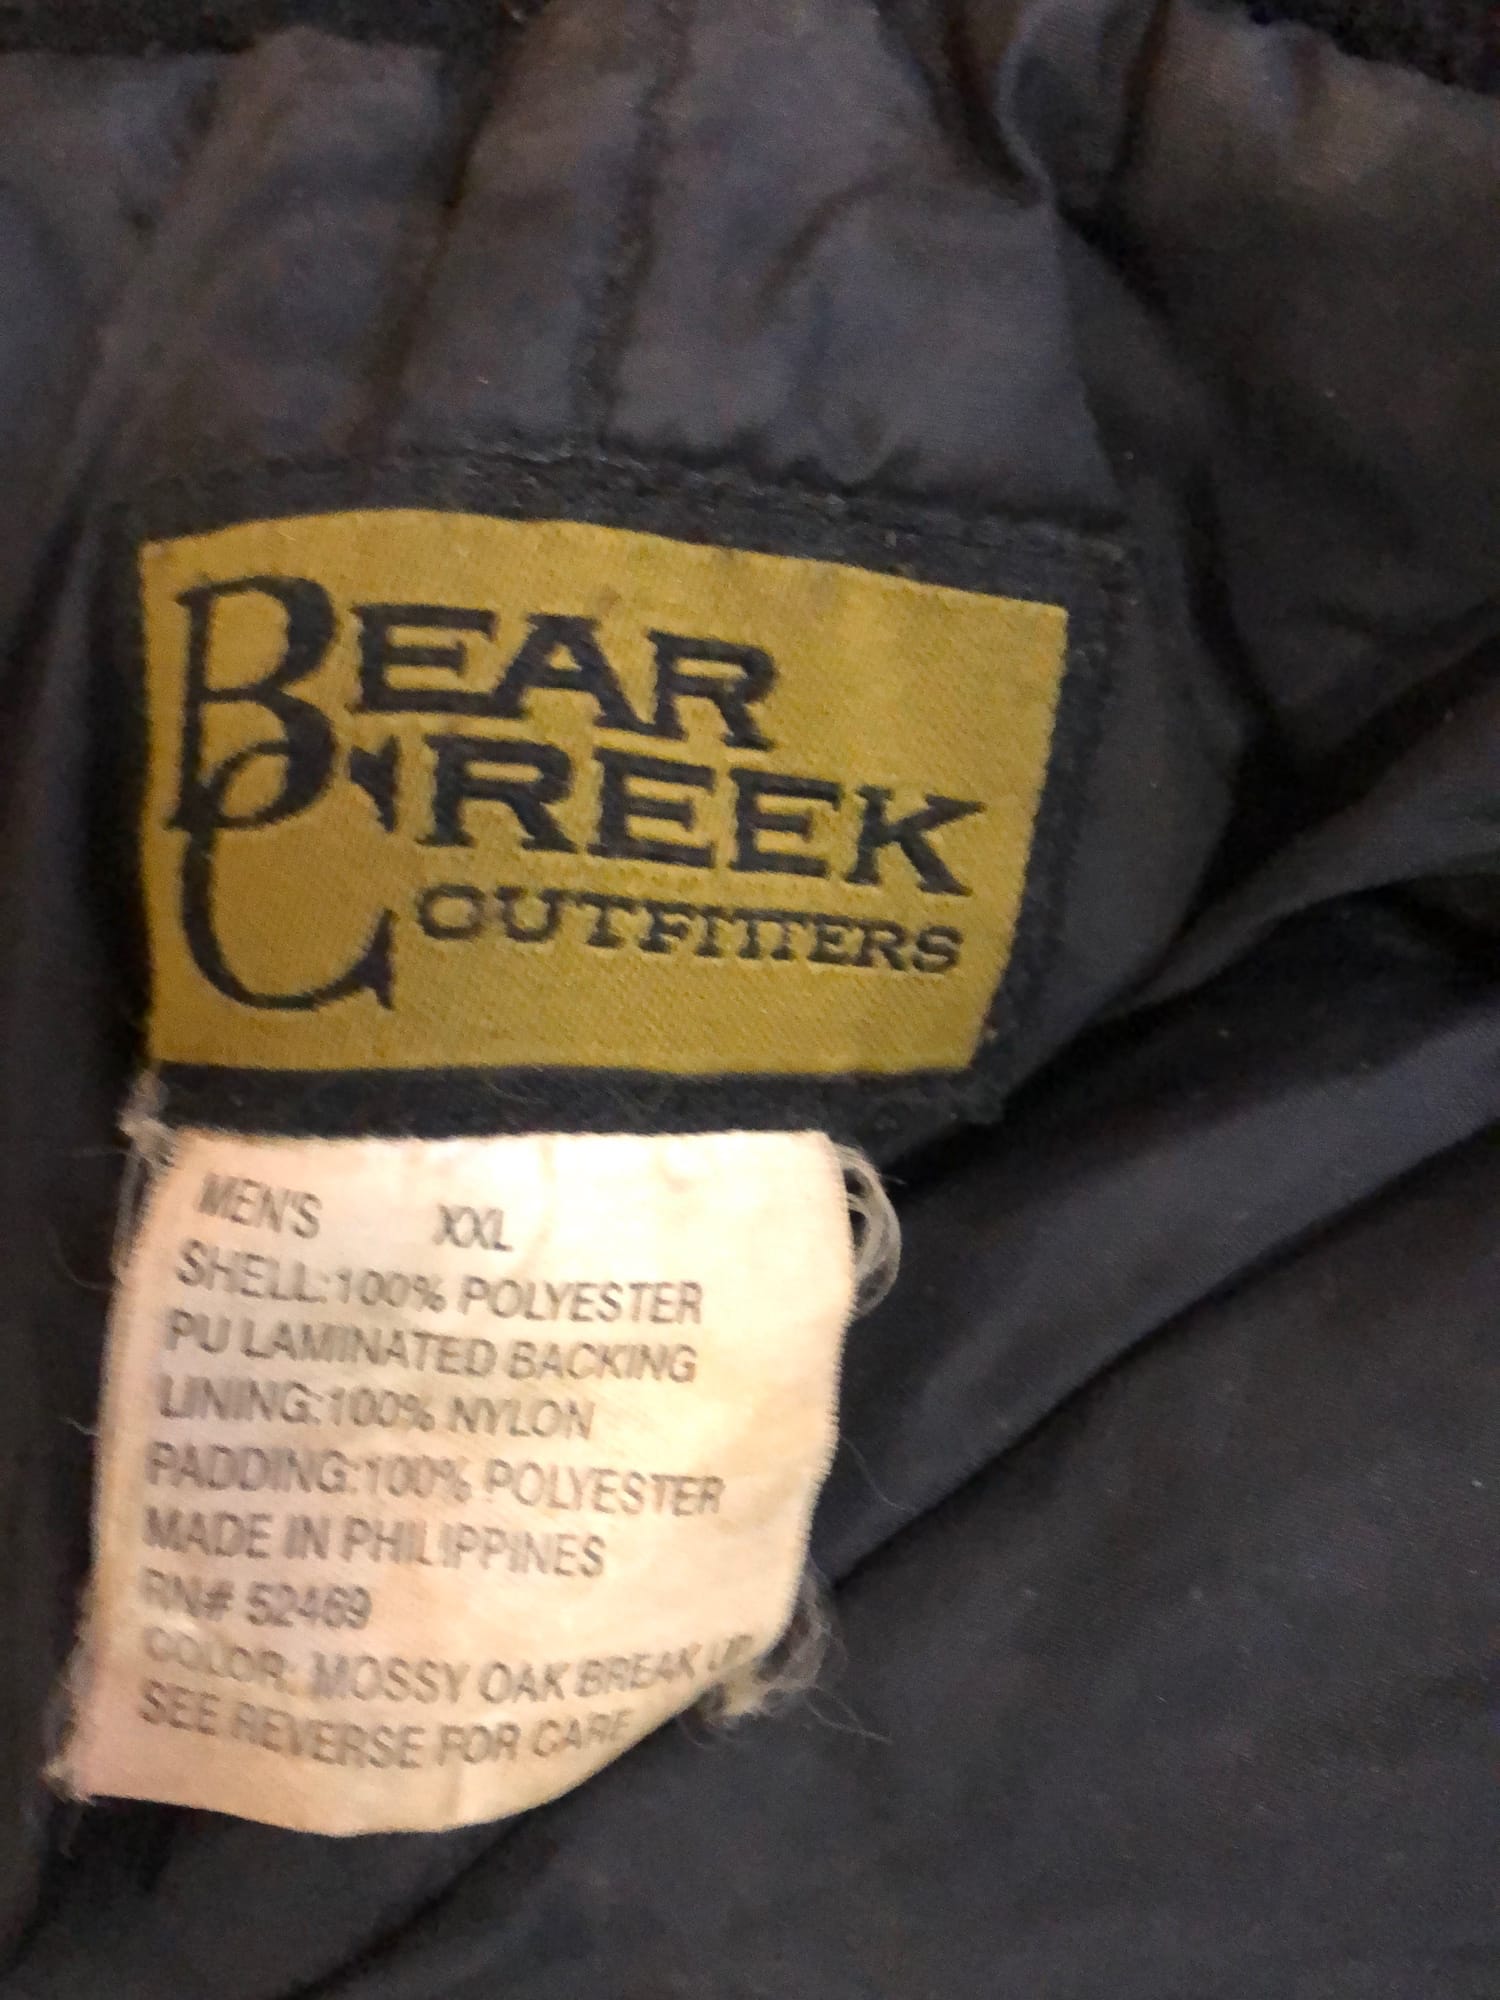 BEAR
CREEK
OUTFITTERS
MEN'S XXL
SHELL:100% POLYESTER
PU LAMINATED BACKING
LINING:100% NYLON
PADDING:100% POLYESTER
MADE IN PHILIPPINES
RN# 52469
COLOR: MOSSY OAK BREAK UP
SEE REVERSE FOR CARE